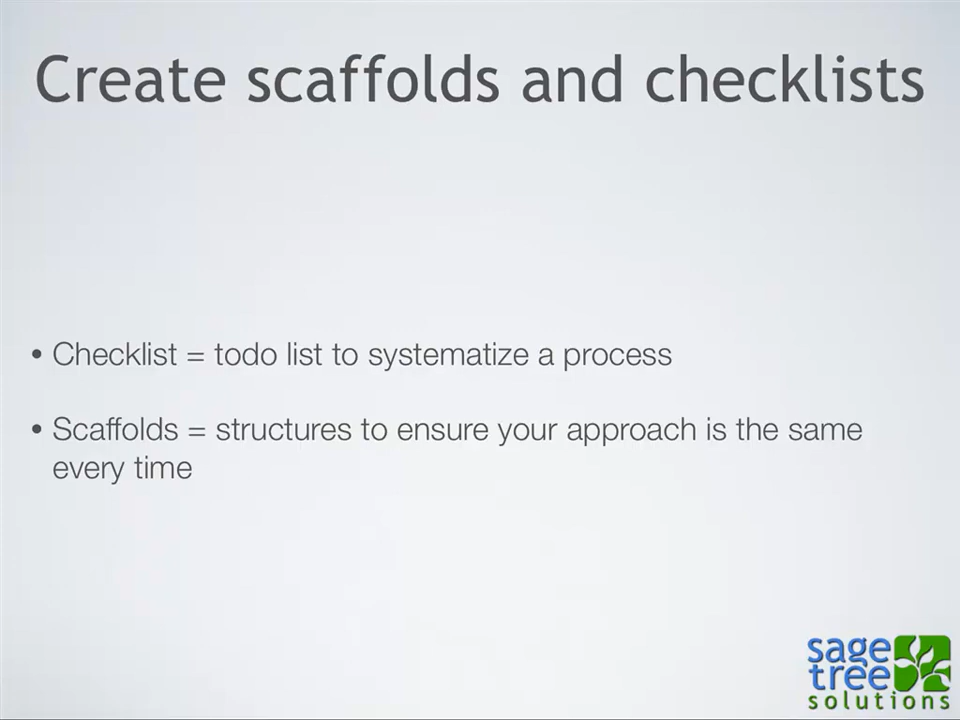 Create scaffolds and checklists
• Checklist = todo list to systematize a process
• Scaffolds = structures to ensure your approach is the same
every time
sage
tree
solutions